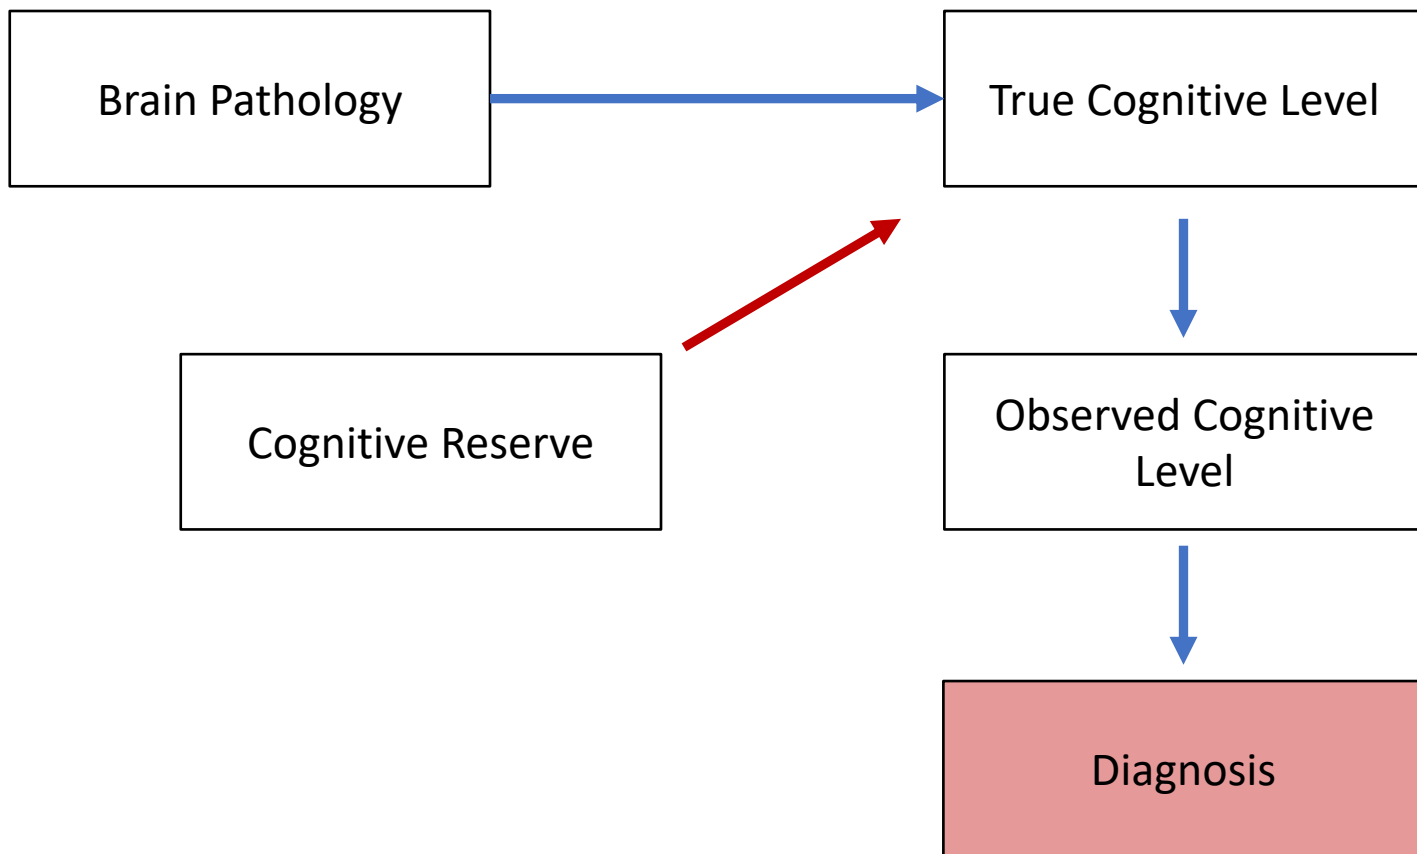 Brain Pathology
True Cognitive Level
Cognitive Reserve
Observed Cognitive
Level
Diagnosis